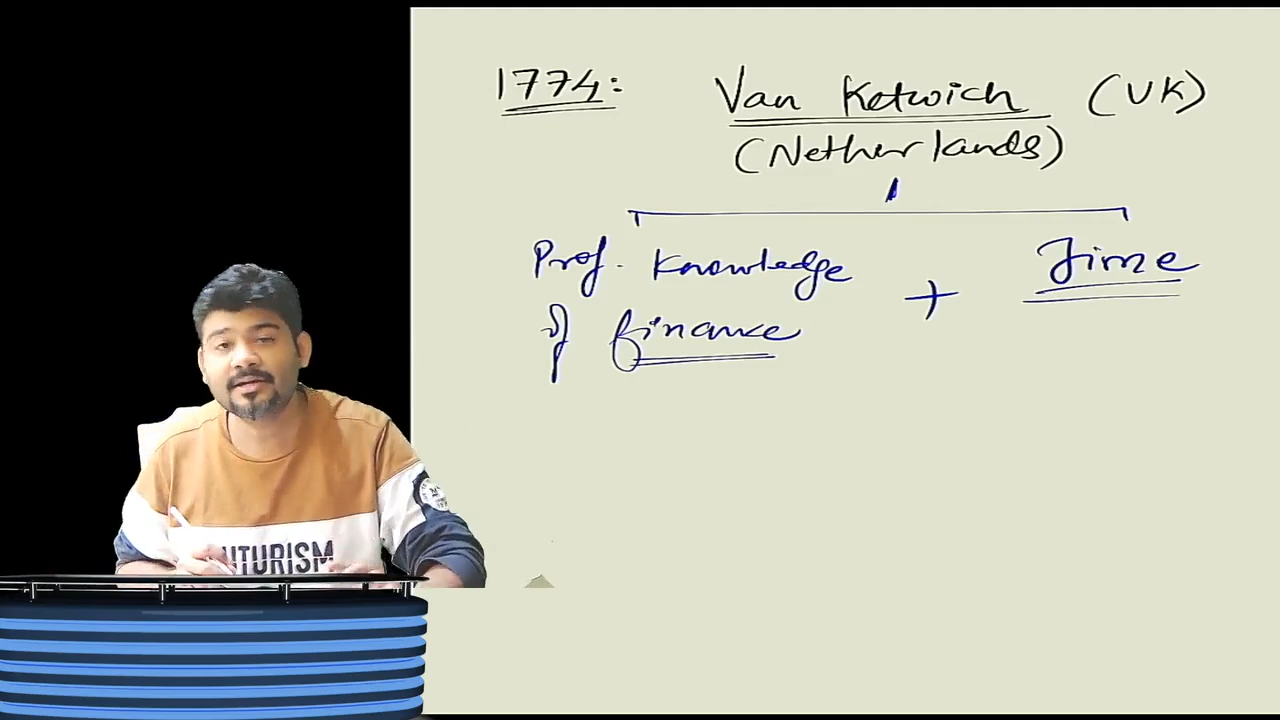 1774: Van Ketwich (UK)
(Netherlands)
Prof. Knowledge + Time
of finance
UTURISM